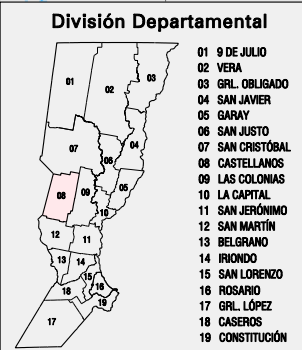 División Departamental
01 9 DE JULIO
02 VERA
03 GRL. OBLIGADO
04 SAN JAVIER
05 GARAY
06 SAN JUSTO
07 SAN CRISTÓBAL
08 CASTELLANOS
09 LAS COLONIAS
10 LA CAPITAL
11 SAN JERÓNIMO
12 SAN MARTÍN
13 BELGRANO
14 IRIONDO
15 SAN LORENZO
16 ROSARIO
17 GRL. LÓPEZ
18 CASEROS
19 CONSTITUCIÓN
01
02
03
04
07
06
05
08
09
10
12
11
13
14
15
16
18
19
17